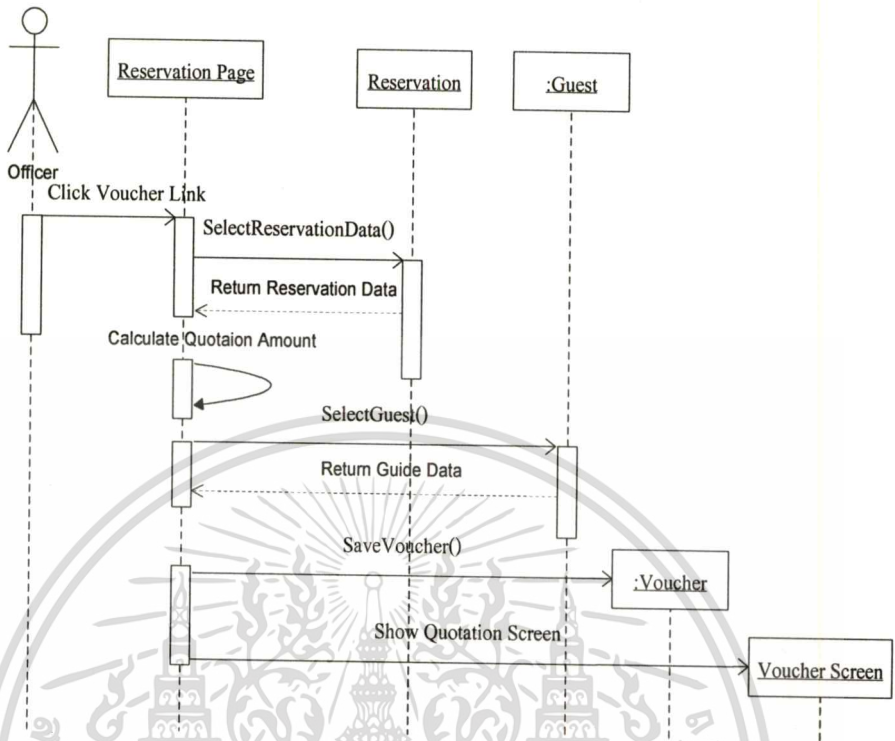 Reservation Page
Reservation
:Guest
Officer
Click Voucher Link
SelectReservationData()
Return Reservation Data
Calculate Quotaion Amount
SelectGuest()
Return Guide Data
SaveVoucher()
:Voucher
Show Quotation Screen
Voucher Screen